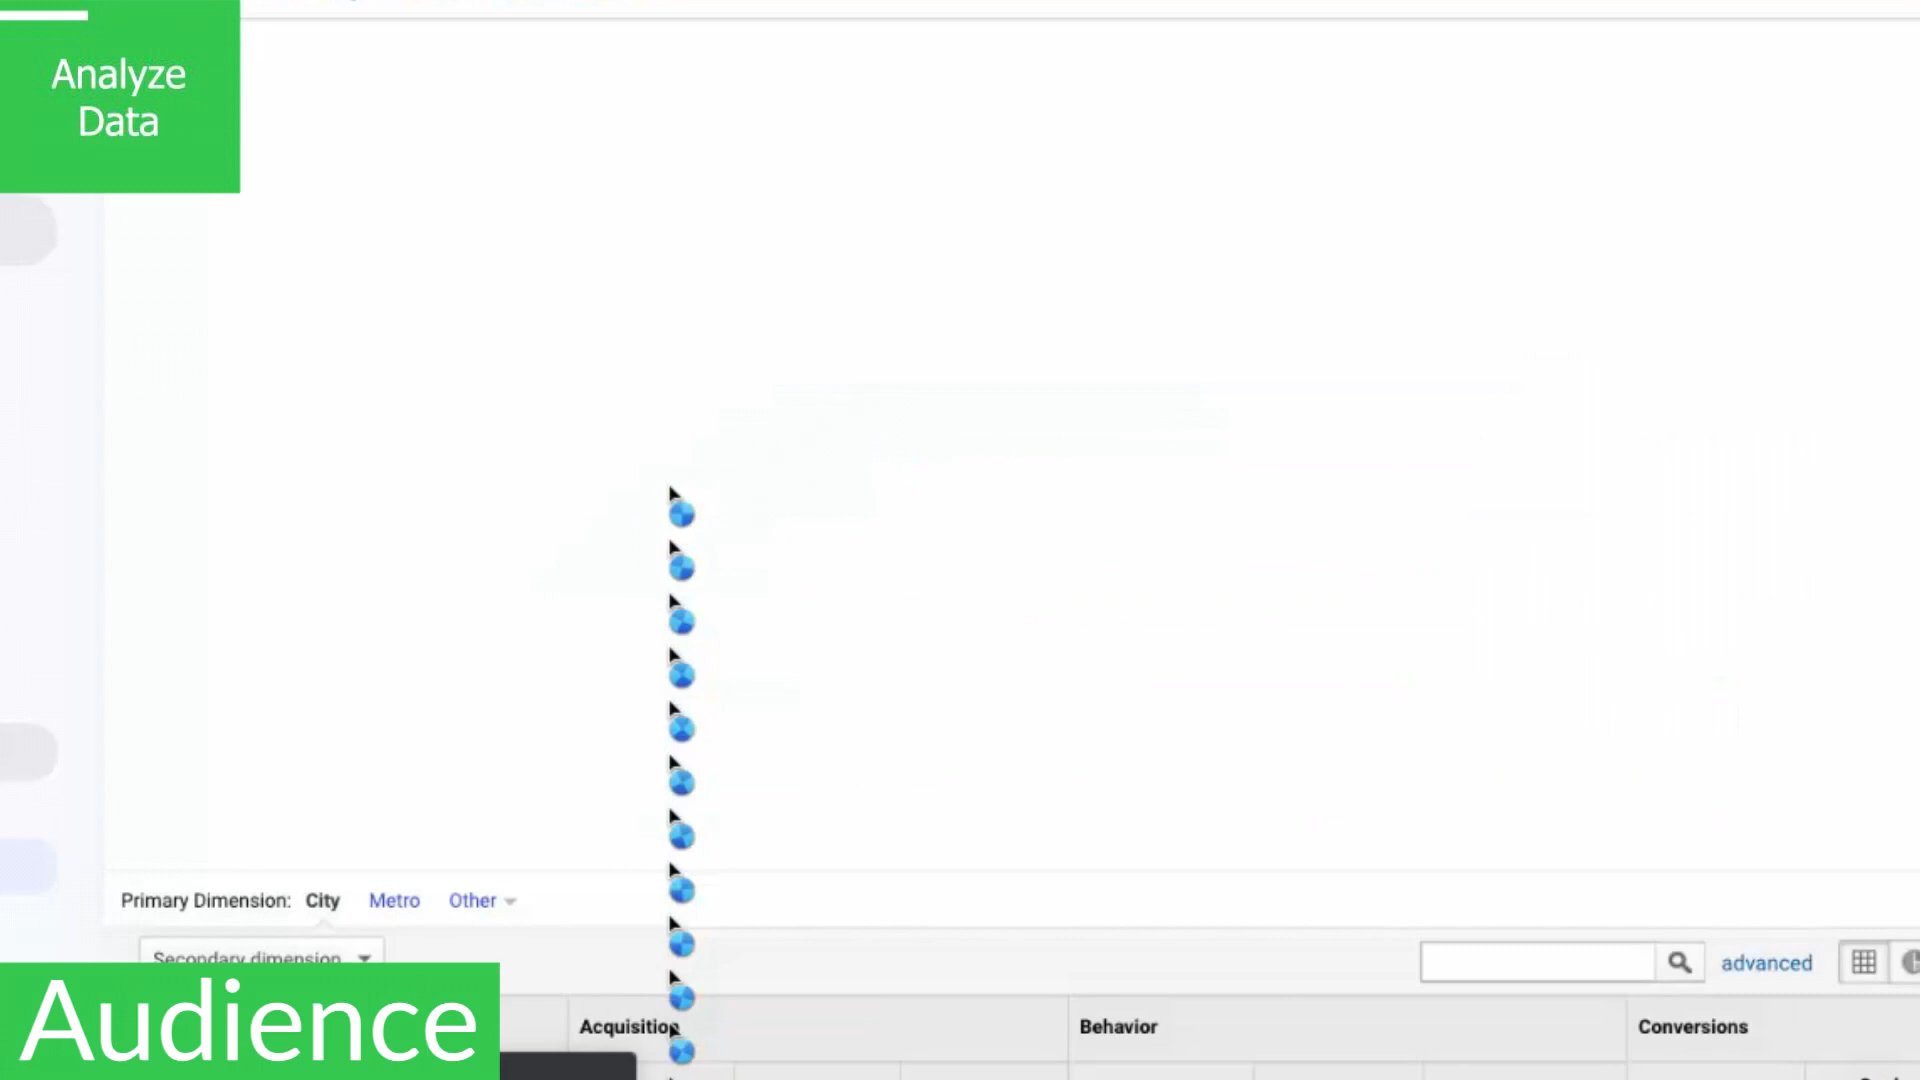 Analyze
Data
Primary Dimension: City Metro Other
Secondary dimension
advanced
Audience
Acquisition Behavior Conversions